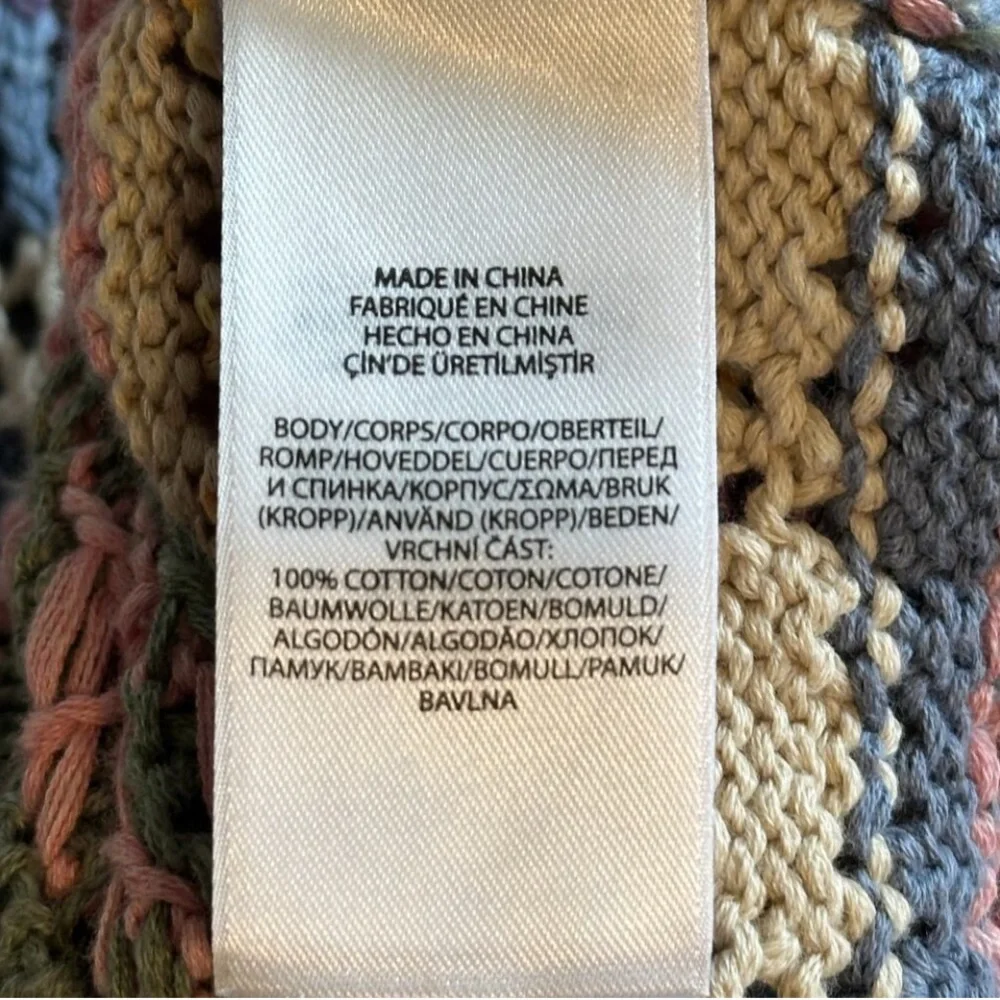 MADE IN CHINA
FABRIQUÉ EN CHINE
HECHO EN CHINA
ÇİN'DE ÜRETİLMİŞTİR
BODY/CORPS/CORPO/OBERTEIL/
ROMP/HOVEDDEL/CUERPO/ПЕРЕД
И СПИНКА/КОРПУС/ΣΩΜΑ/BRUK
(KROPP)/ANVÄND (KROPP)/BEDEN/
VRCHNÍ ČÁST:
100% COTTON/COTON/COTONE/
BAUMWOLLE/KATOEN/BOMULD/
ALGODÓN/ALGODÃO/ХЛОПОК/
ПАМУК/BAMBAKI/BOMULL/PAMUK/
BAVLNA